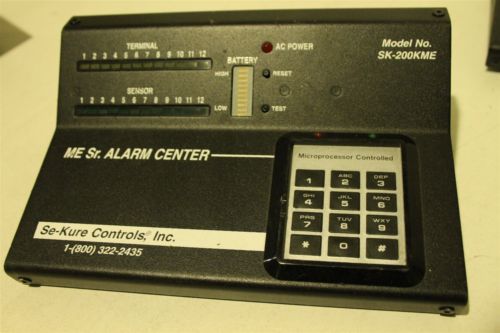 TERMINAL
1 2 3 4 5 6 7 8 9 10 11 12
SENSOR
1 2 3 4 5 6 7 8 9 10 11 12
BATTERY
HIGH
LOW
AC POWER
RESET
TEST
Model No.
SK-200KME
ME Sr. ALARM CENTER
Se-Kure Controls, Inc.
1-(800) 322-2435
Microprocessor Controlled
1 ABC 2 DEF 3
GHI 4 JKL 5 MNO 6
PRS 7 TUV 8 WXY 9
* 0 #